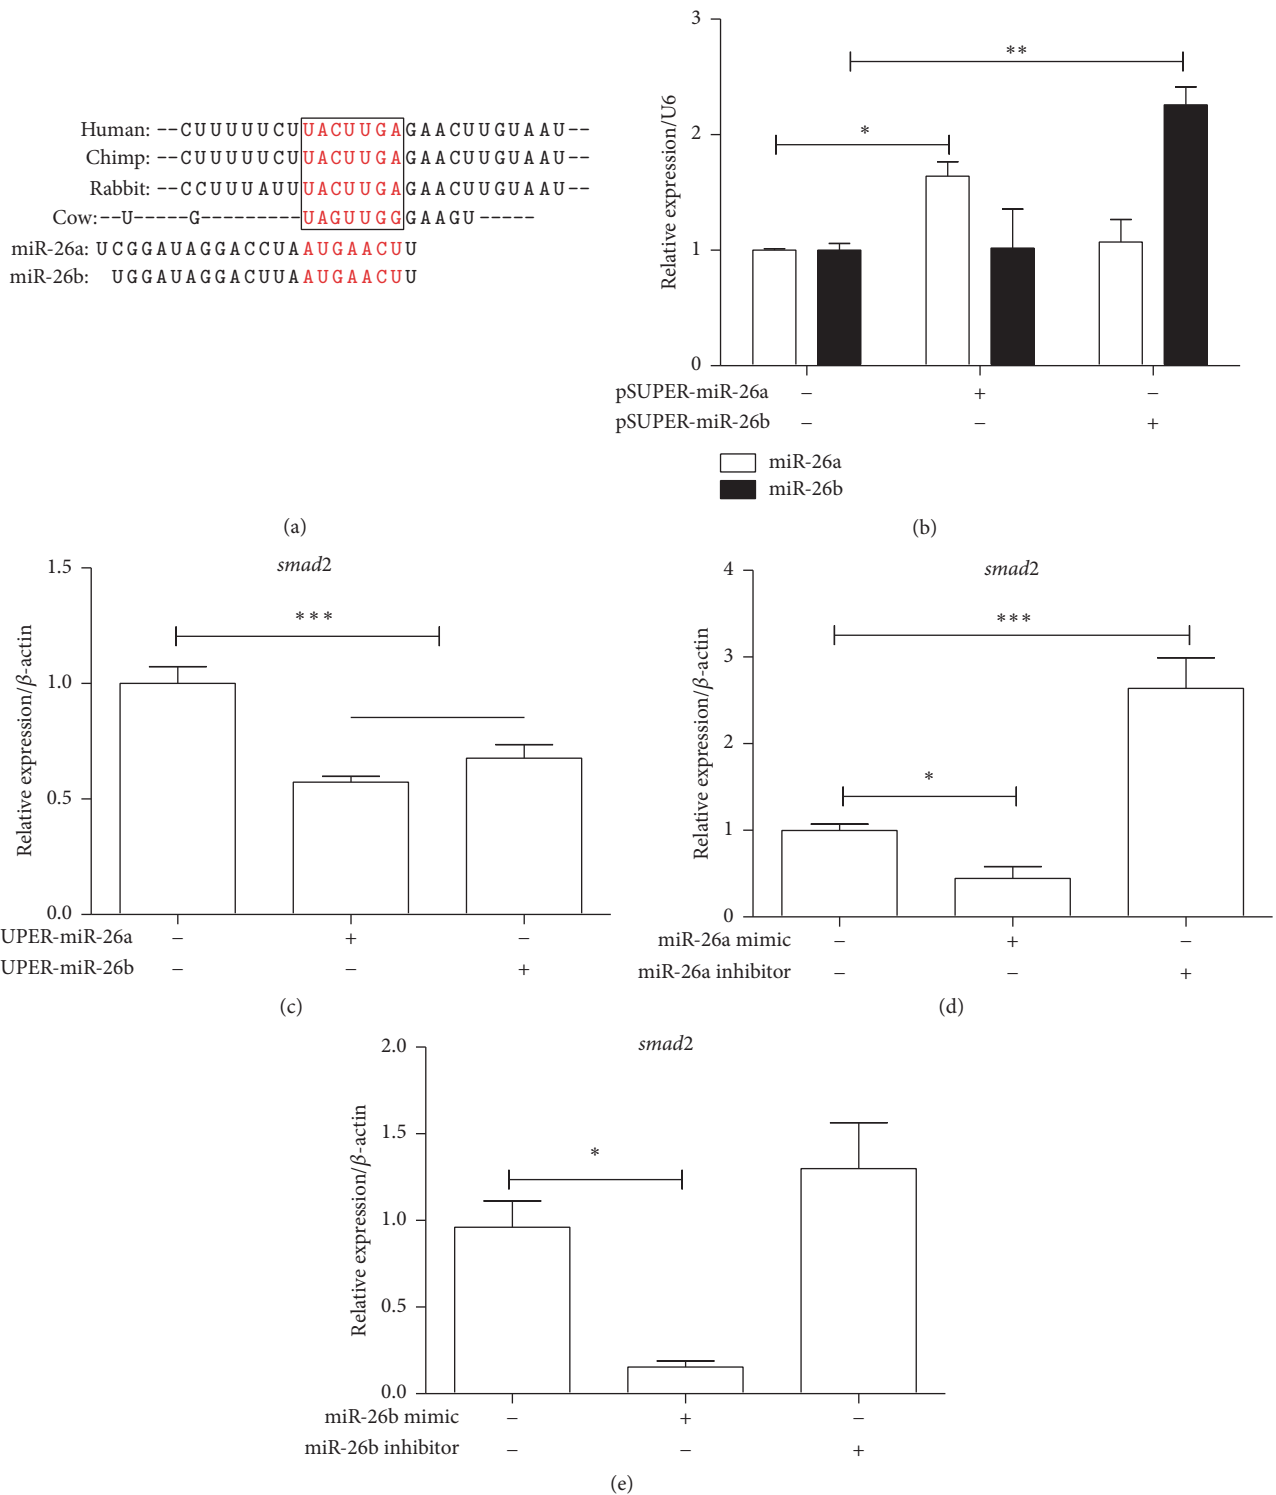 Human: --CUUUUUCUUACUUGAGAACUUGUAAU--
Chimp: --CUUUUUCUUACUUGAGAACUUGUAAU--
Rabbit: --CCUUUAUUUACUUGAGAACUUGUAAU--
Cow:--U-----G---------UAGUUGGGAAGU-----
miR-26a: UCGGAUAGGACCUAAUGAACUU
miR-26b: UGGAUAGGACUUAAUGAACUU
(a)
Relative expression/U6
3
2
1
0
**
*
pSUPER-miR-26a – + –
pSUPER-miR-26b – – +
miR-26a
miR-26b
(b)
smad2
Relative expression/β-actin
1.5
1.0
0.5
0.0
***
UPER-miR-26a – + –
UPER-miR-26b – – +
(c)
smad2
Relative expression/β-actin
4
3
2
1
0
***
*
miR-26a mimic – + –
miR-26a inhibitor – – +
(d)
smad2
Relative expression/β-actin
2.0
1.5
1.0
0.5
0.0
*
miR-26b mimic – + –
miR-26b inhibitor – – +
(e)